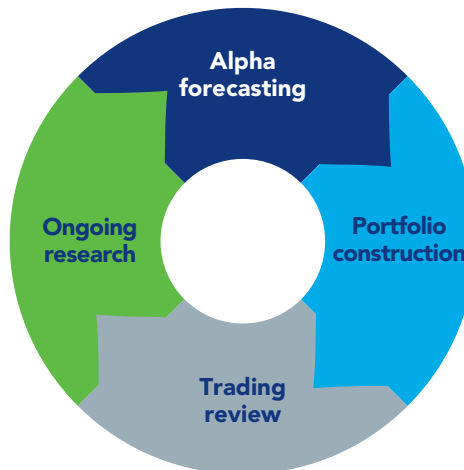 Alpha
forecasting
Portfolio
construction
Trading
review
Ongoing
research